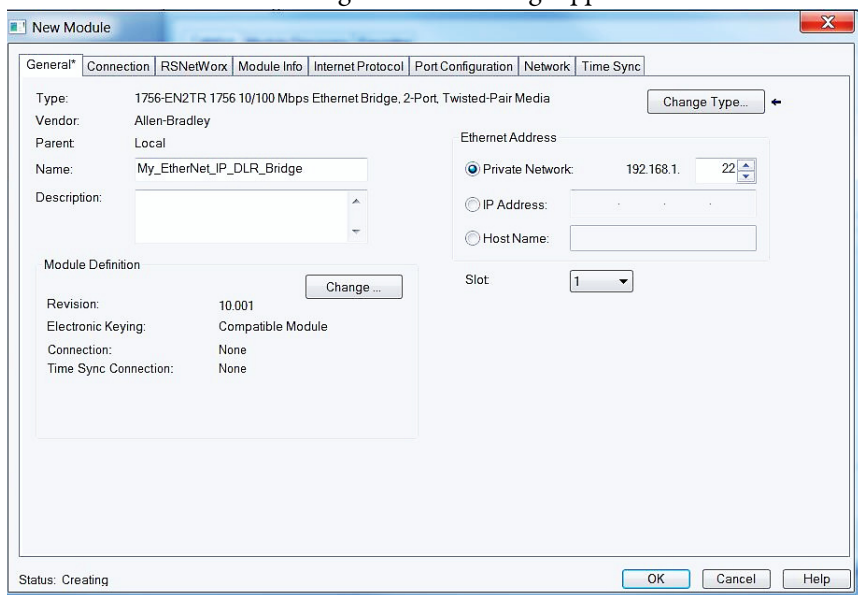 New Module
General* Connection RSNetWorx Module Info Internet Protocol Port Configuration Network Time Sync
Type: 1756-EN2TR 1756 10/100 Mbps Ethernet Bridge, 2-Port, Twisted-Pair Media
Change Type...
Vendor: Allen-Bradley
Parent: Local
Name: My_EtherNet_IP_DLR_Bridge
Description:
Ethernet Address
Private Network: 192.168.1. 22
IP Address:
Host Name:
Slot: 1
Module Definition
Change ...
Revision: 10.001
Electronic Keying: Compatible Module
Connection: None
Time Sync Connection: None
Status: Creating
OK Cancel Help